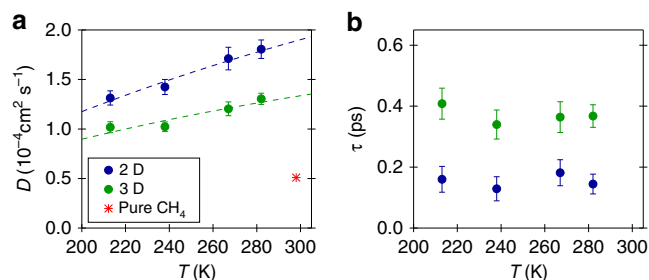 a
b
D (10⁻⁴cm² s⁻¹)
2.0
1.5
1.0
0.5
0.0
2 D
3 D
Pure CH₄
200 220 240 260 280 300
T (K)
τ (ps)
0.6
0.4
0.2
0.0
200 220 240 260 280 300
T (K)